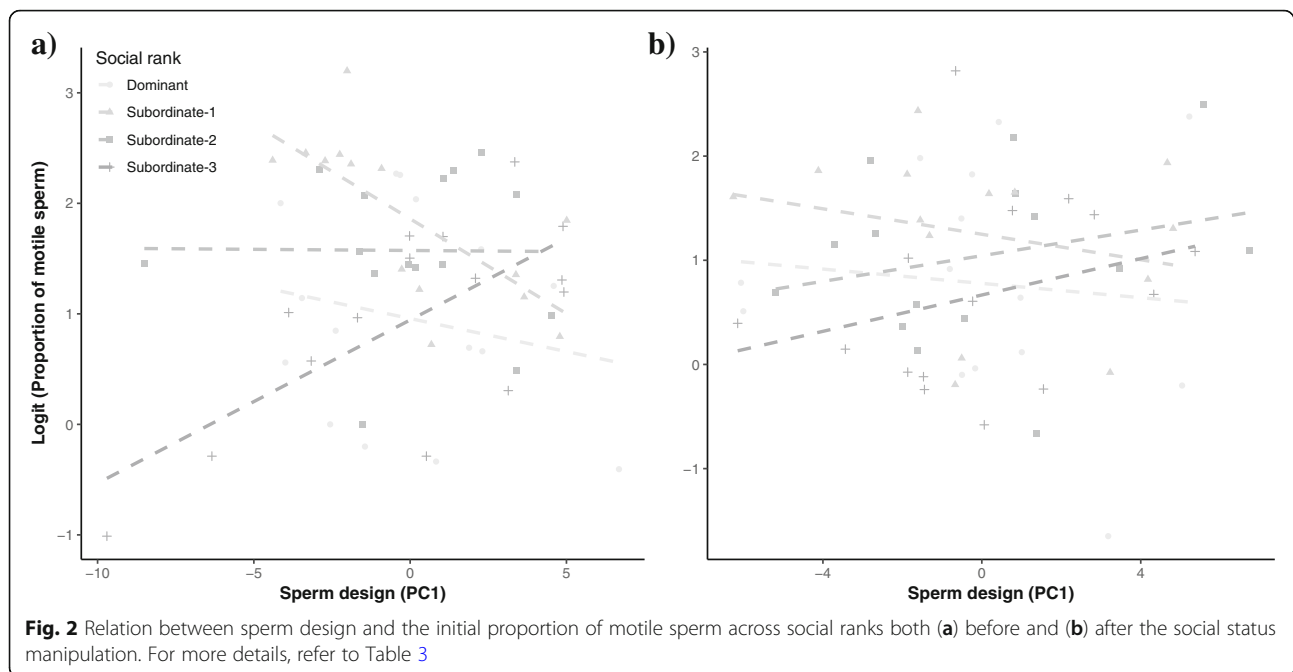 a)
Social rank
Dominant
Subordinate-1
Subordinate-2
Subordinate-3
Logit (Proportion of motile sperm)
3
2
1
0
−1
−10 −5 0 5
Sperm design (PC1)
b)
3
2
1
0
−1
−4 0 4
Sperm design (PC1)
Fig. 2 Relation between sperm design and the initial proportion of motile sperm across social ranks both (a) before and (b) after the social status
manipulation. For more details, refer to Table 3